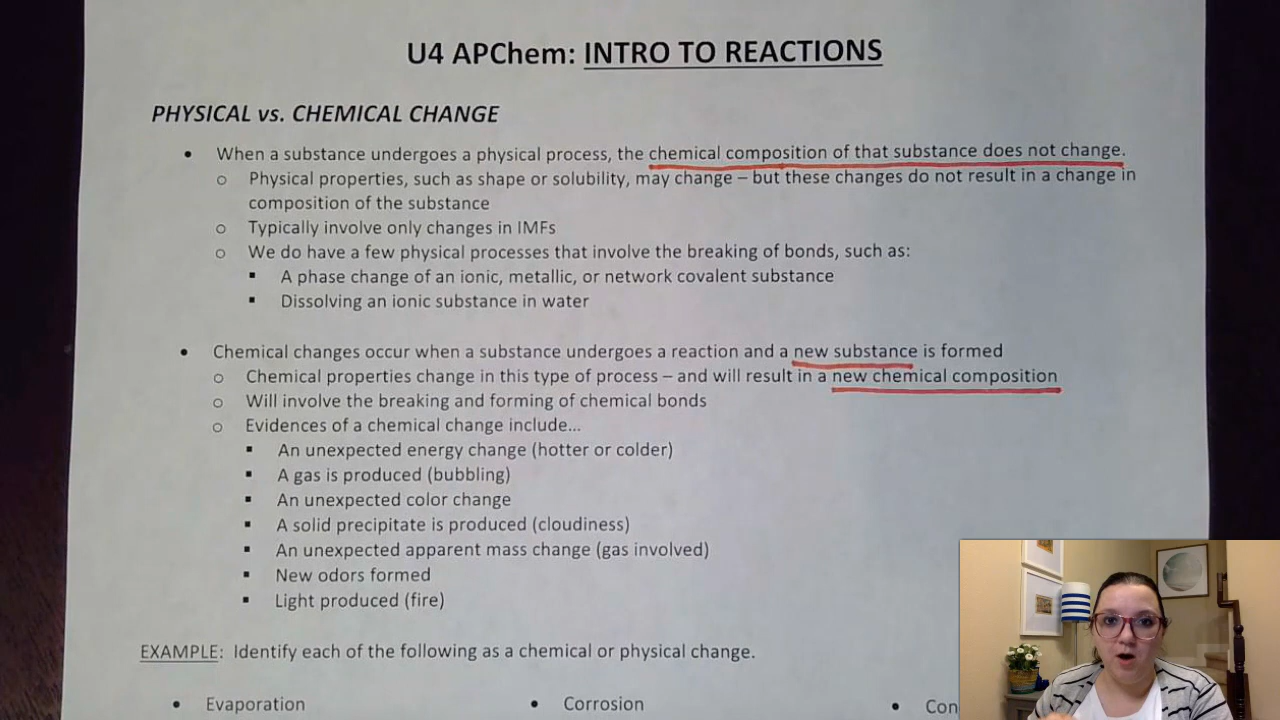 U4 APChem: INTRO TO REACTIONS
PHYSICAL vs. CHEMICAL CHANGE
• When a substance undergoes a physical process, the chemical composition of that substance does not change.
o Physical properties, such as shape or solubility, may change – but these changes do not result in a change in
composition of the substance
o Typically involve only changes in IMFs
o We do have a few physical processes that involve the breaking of bonds, such as:
▪ A phase change of an ionic, metallic, or network covalent substance
▪ Dissolving an ionic substance in water
• Chemical changes occur when a substance undergoes a reaction and a new substance is formed
o Chemical properties change in this type of process – and will result in a new chemical composition
o Will involve the breaking and forming of chemical bonds
o Evidences of a chemical change include...
▪ An unexpected energy change (hotter or colder)
▪ A gas is produced (bubbling)
▪ An unexpected color change
▪ A solid precipitate is produced (cloudiness)
▪ An unexpected apparent mass change (gas involved)
▪ New odors formed
▪ Light produced (fire)
EXAMPLE: Identify each of the following as a chemical or physical change.
• Evaporation • Corrosion •